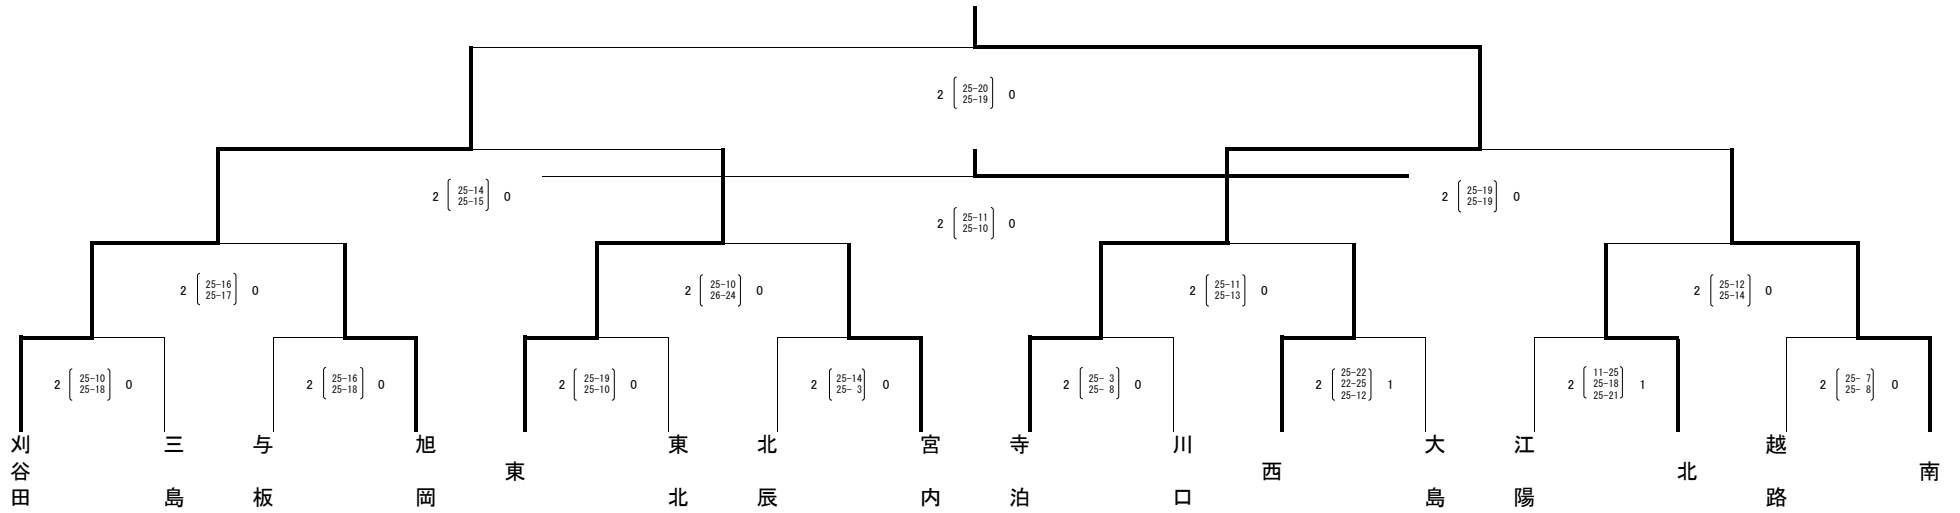 2 25-20 25-19 0
2 25-14 25-15 0
2 25-19 25-19 0
2 25-11 25-10 0
2 25-16 25-17 0
2 25-10 26-24 0
2 25-11 25-13 0
2 25-12 25-14 0
2 25-10 25-18 0
2 25-16 25-18 0
2 25-19 25-10 0
2 25-14 25- 3 0
2 25- 3 25- 8 0
2 25-22 22-25 25-12 1
2 11-25 25-18 25-21 1
2 25- 7 25- 8 0
刈谷田
三島
与板
旭岡
東
東北
北辰
宮内
寺泊
川口
西
大島
江陽
北
越路
南